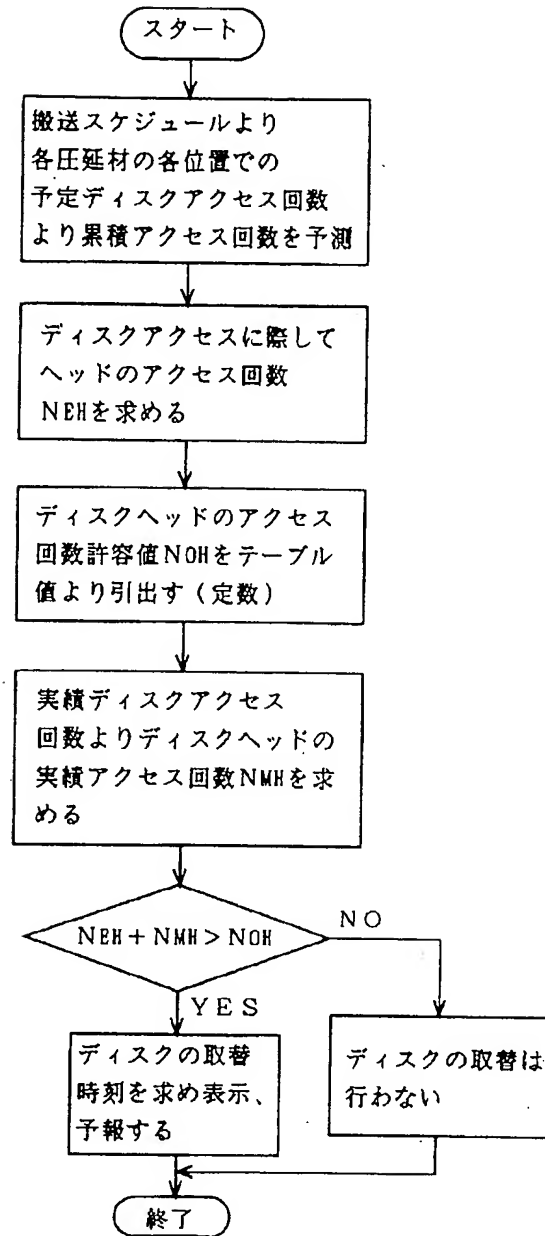 スタート
搬送スケジュールより
各圧延材の各位置での
予定ディスクアクセス回数
より累積アクセス回数を予測
ディスクアクセスに際して
ヘッドのアクセス回数
NEHを求める
ディスクヘッドのアクセス
回数許容値NOHをテーブル
値より引出す(定数)
実績ディスクアクセス
回数よりディスクヘッドの
実績アクセス回数NMHを求
める
NEH+NMH>NOH
NO
YES
ディスクの取替
時刻を求め表示、
予報する
ディスクの取替は
行わない
終了